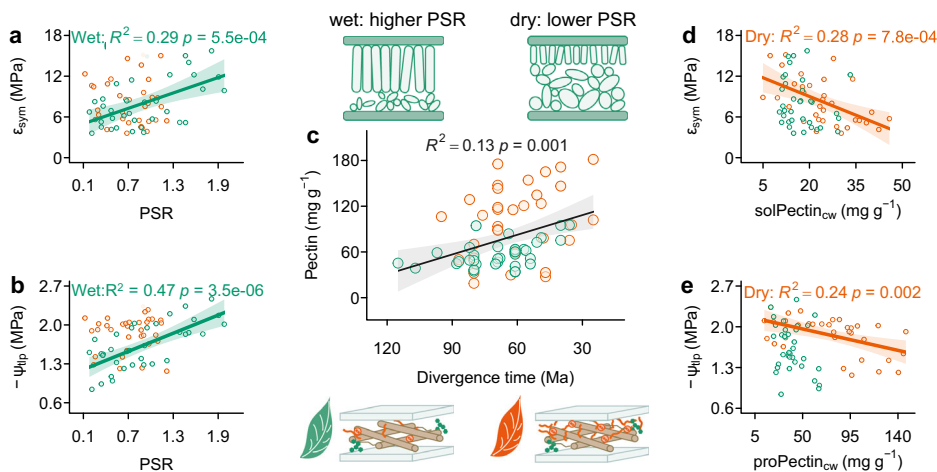 a
Wet: R² = 0.29 p = 5.5e-04
18
12
6
0
εsym (MPa)
0.1 0.7 1.3 1.9
PSR
wet: higher PSR
dry: lower PSR
d
Dry: R² = 0.28 p = 7.8e-04
18
12
6
0
εsym (MPa)
5 20 35 50
solPectincw (mg g⁻¹)
c
R² = 0.13 p = 0.001
180
120
60
0
Pectin (mg g⁻¹)
115 90 60 30
Divergence time (Ma)
b
Wet:R² = 0.47 p = 3.5e-06
2.7
2.0
1.3
0.6
− ψtlp (MPa)
0.1 0.7 1.3 1.9
PSR
e
Dry: R² = 0.24 p = 0.002
2.7
2.0
1.3
0.6
− ψtlp (MPa)
5 50 95 140
proPectincw (mg g⁻¹)